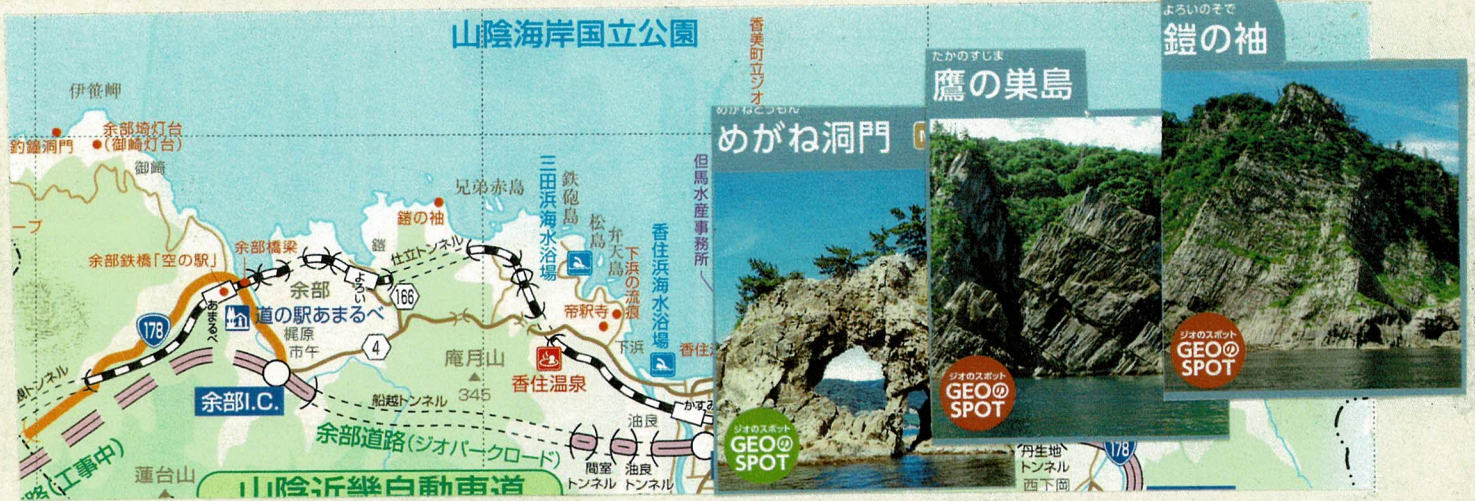 山陰海岸国立公園
香美町立ジオ
伊笹岬
余部埼灯台
(御崎灯台)
釣鐘洞門
御崎
ープ
余部鉄橋「空の駅」
余部橋梁
鎧の袖
鎧
よろい
仕立トンネル
兄弟赤島
三田浜海水浴場
鉄砲島
松島
弁天島
下浜の流痕
香住浜海水浴場
但馬水産事務所
余部
あまるべ
道の駅あまるべ
梶原
市午
166
178
4
帝釈寺
下浜
庵月山
345
香住温泉
余部I.C.
船越トンネル
余部道路(ジオパークロード)
油良
間室
トンネル
油良
トンネル
かすみ
トンネル
路(工事中)
蓮台山
山陰近畿自動車道
めがねどうもん
めがね洞門
ジオのスポット
GEOの
SPOT
たかのすじま
鷹の巣島
ジオのスポット
GEOの
SPOT
よろいのそで
鎧の袖
ジオのスポット
GEOの
SPOT
丹生地
トンネル
西下岡
178